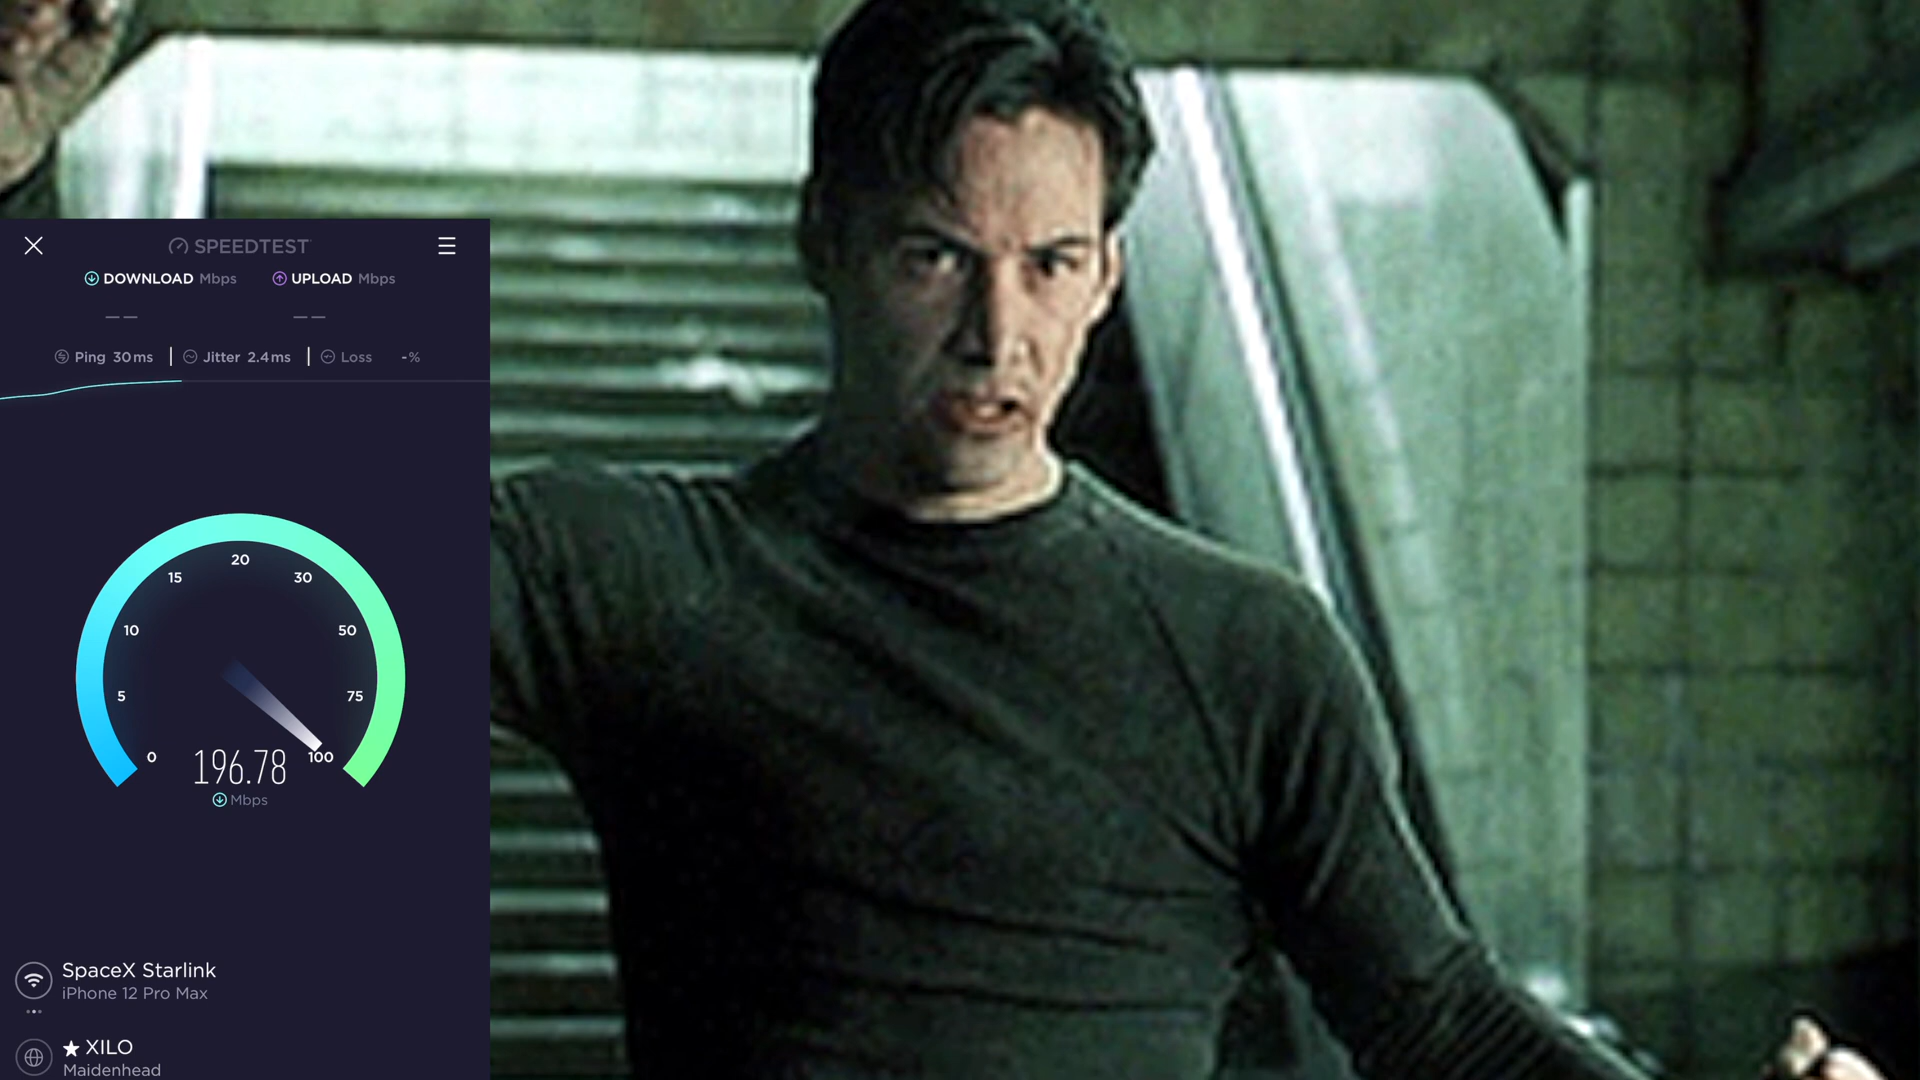 SPEEDTEST
DOWNLOAD Mbps UPLOAD Mbps
— — — —
Ping 30 ms | Jitter 2.4 ms | Loss -%
20
15 30
10 50
5 75
0 196.78 100
Mbps
SpaceX Starlink
iPhone 12 Pro Max
★ XILO
Maidenhead